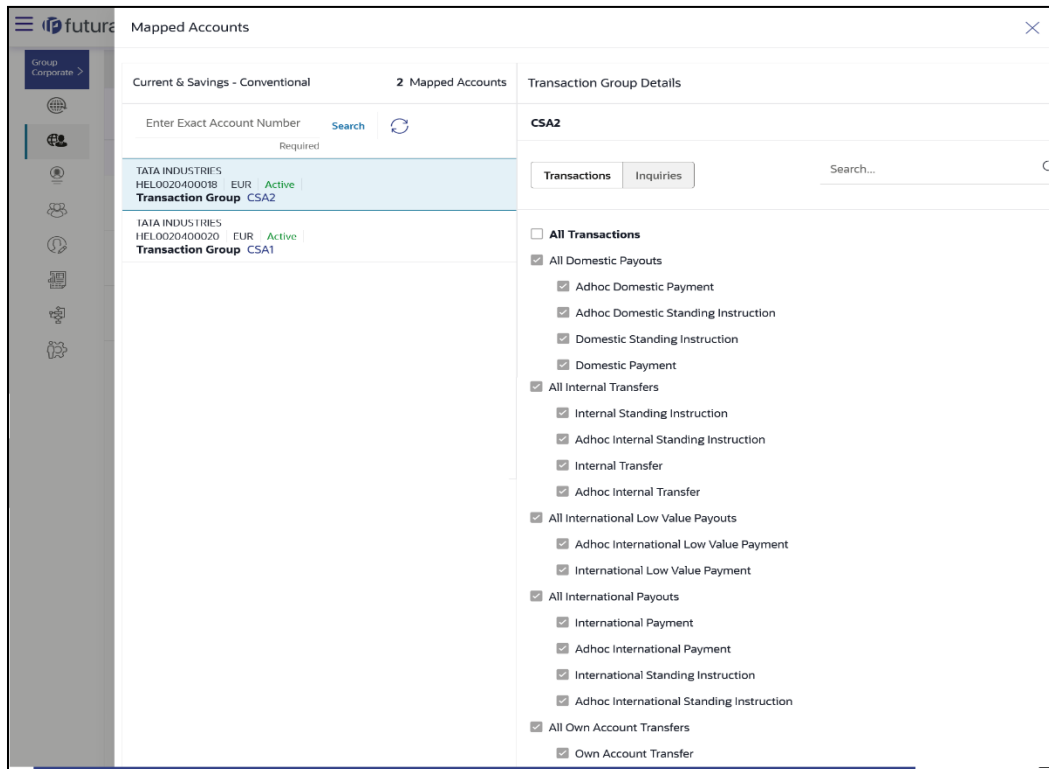 futura
Mapped Accounts
Group
Corporate >
Current & Savings - Conventional
2 Mapped Accounts
Enter Exact Account Number
Search
Required
TATA INDUSTRIES
HEL0020400018 | EUR | Active
Transaction Group CSA2
TATA INDUSTRIES
HEL0020400020 | EUR | Active
Transaction Group CSA1
Transaction Group Details
CSA2
Transactions
Inquiries
Search...
All Transactions
All Domestic Payouts
Adhoc Domestic Payment
Adhoc Domestic Standing Instruction
Domestic Standing Instruction
Domestic Payment
All Internal Transfers
Internal Standing Instruction
Adhoc Internal Standing Instruction
Internal Transfer
Adhoc Internal Transfer
All International Low Value Payouts
Adhoc International Low Value Payment
International Low Value Payment
All International Payouts
International Payment
Adhoc International Payment
International Standing Instruction
Adhoc International Standing Instruction
All Own Account Transfers
Own Account Transfer